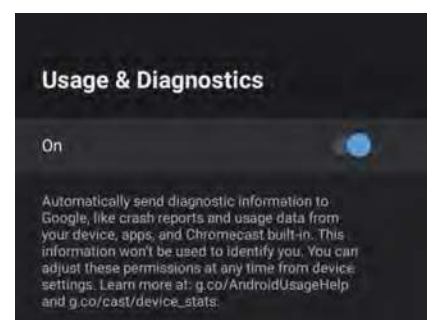 Usage & Diagnostics
On
Automatically send diagnostic information to
Google, like crash reports and usage data from
your device, apps, and Chromecast built-in. This
information won't be used to identify you. You can
adjust these permissions at any time from device
settings. Learn more at: g.co/AndroidUsageHelp
and g.co/cast/device_stats.